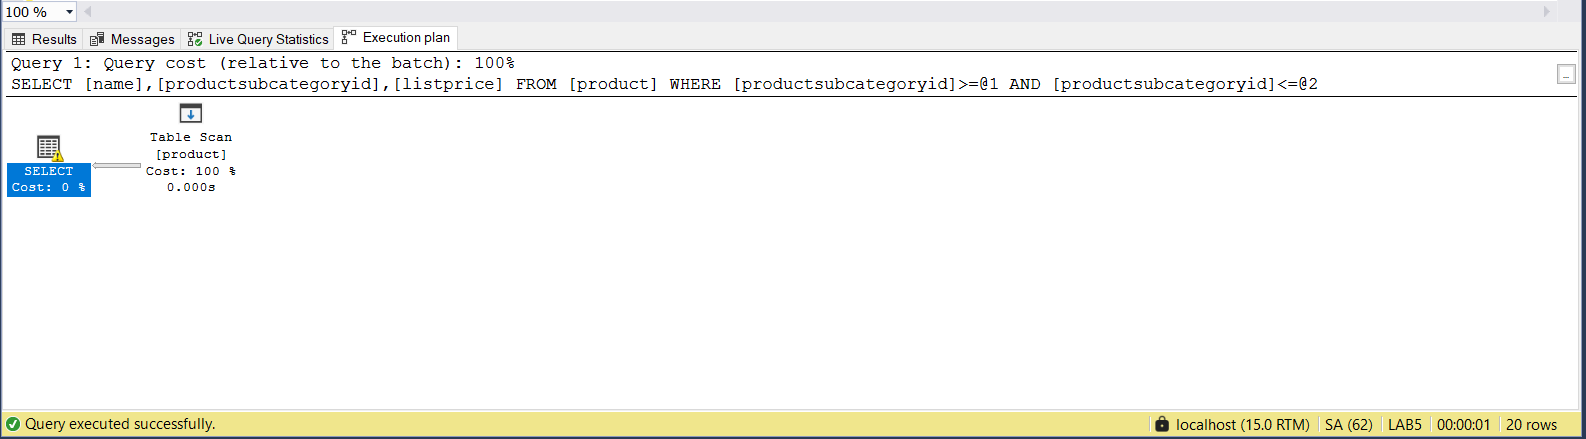 100 %
Results Messages Live Query Statistics Execution plan
Query 1: Query cost (relative to the batch): 100%
SELECT [name],[productsubcategoryid],[listprice] FROM [product] WHERE [productsubcategoryid]>=@1 AND [productsubcategoryid]<=@2
Table Scan
[product]
Cost: 100 %
0.000s
SELECT
Cost: 0 %
Query executed successfully. localhost (15.0 RTM) SA (62) LAB5 00:00:01 20 rows